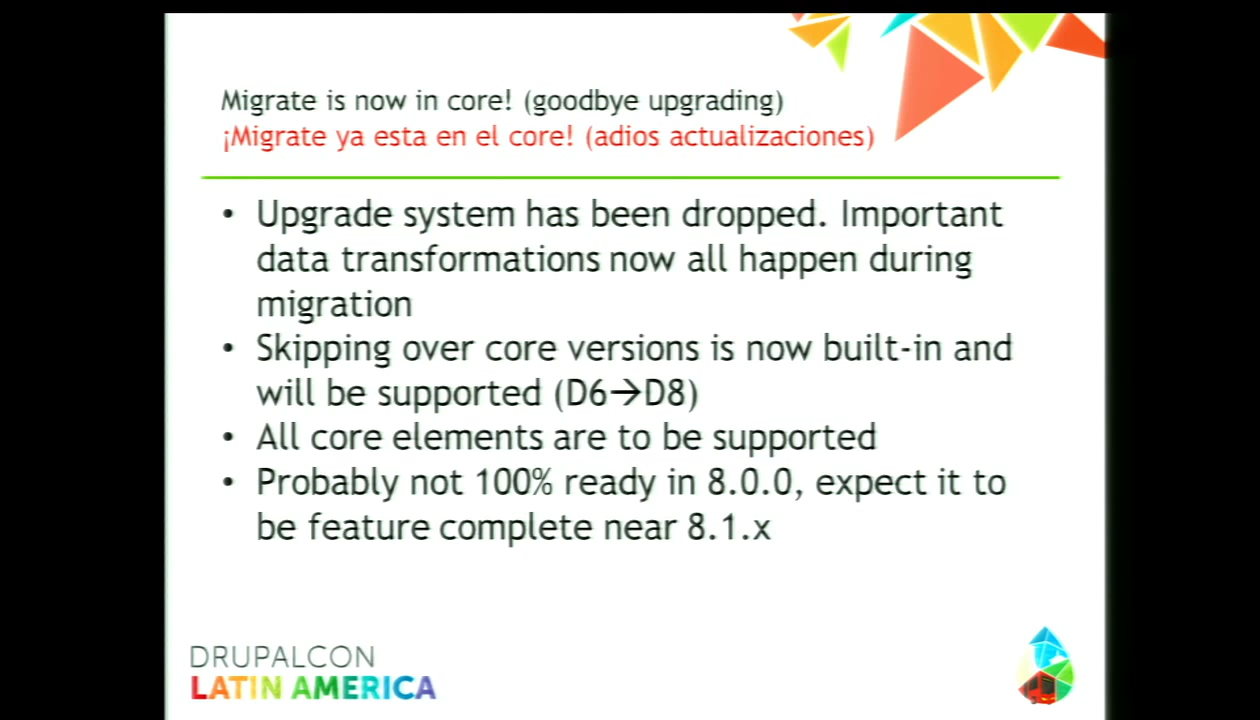 Migrate is now in core! (goodbye upgrading)
¡Migrate ya esta en el core! (adios actualizaciones)
• Upgrade system has been dropped. Important
data transformations now all happen during
migration
• Skipping over core versions is now built-in and
will be supported (D6→D8)
• All core elements are to be supported
• Probably not 100% ready in 8.0.0, expect it to
be feature complete near 8.1.x
DRUPALCON
LATIN AMERICA